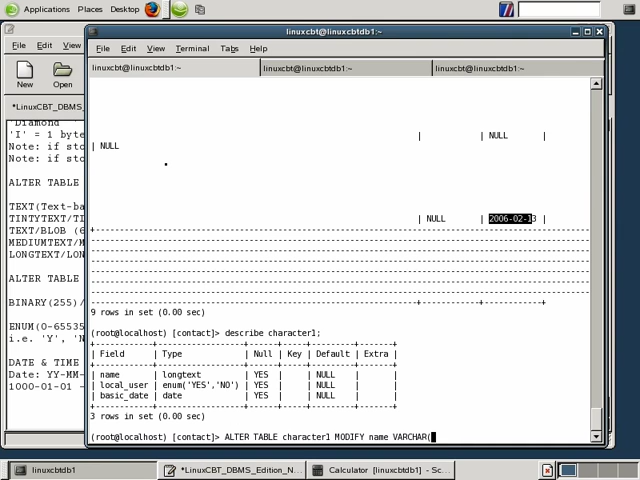 Applications Places Desktop
linuxcbt@linuxcbtdb1:~
File Edit View
File Edit View Terminal Tabs Help
linuxcbt@linuxcbtdb1:~ linuxcbt@linuxcbtdb1:~ linuxcbt@linuxcbtdb1:~
New Open
*LinuxCBT_DBMS_
'Diamond
'I' = 1 byte
Note: if sto
Note: if sto
ALTER TABLE
TEXT(Text-ba
TINYTEXT/TI
TEXT/BLOB (6
MEDIUMTEXT/M
LONGTEXT/LON
ALTER TABLE
BINARY(255)/
ENUM(0-65535
i.e. 'Y', 'N
DATE & TIME
Date: YY-MM-
1000-01-01 -
| | NULL |
| NULL
| NULL | 2006-02-13 |
9 rows in set (0.00 sec)
(root@localhost) [contact]> describe character1;
| Field | Type | Null | Key | Default | Extra |
| name | longtext | YES | | NULL | |
| local_user | enum('YES','NO') | YES | | NULL | |
| basic_date | date | YES | | NULL | |
3 rows in set (0.00 sec)
(root@localhost) [contact]> ALTER TABLE character1 MODIFY name VARCHAR(
linuxcbtdb1 *LinuxCBT_DBMS_Edition_N... Calculator [linuxcbtdb1] - Sc...